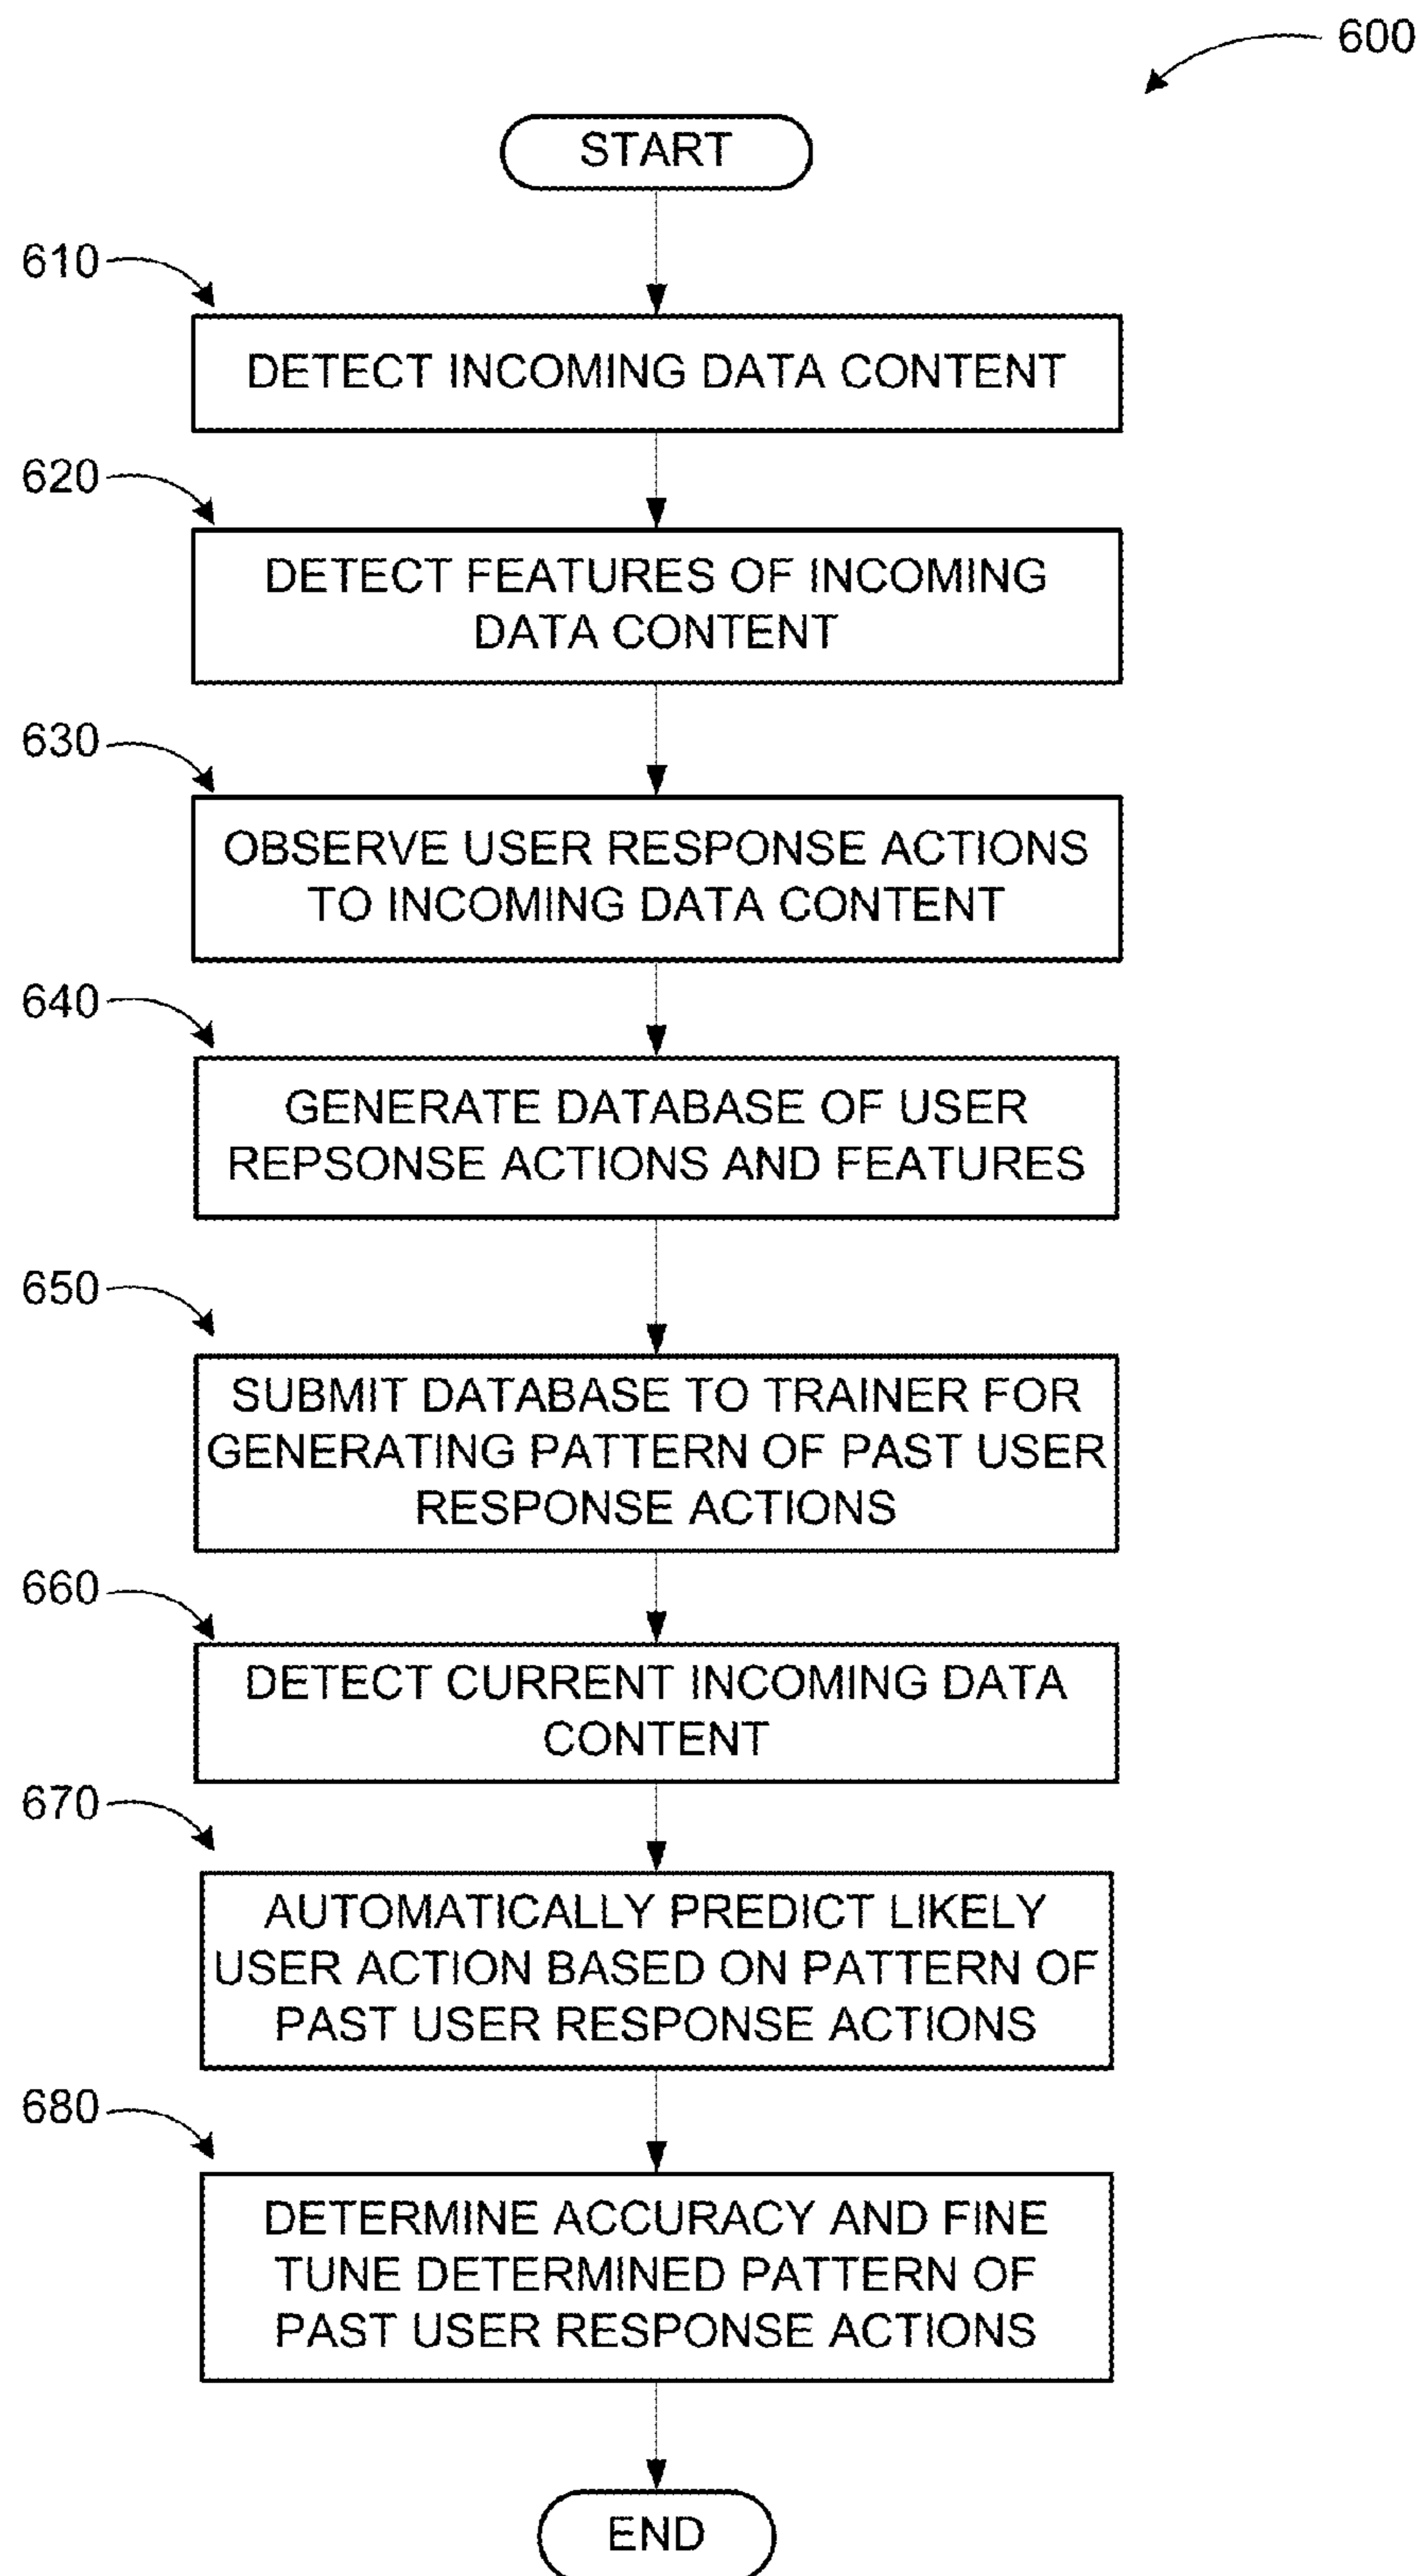 600
START
610
DETECT INCOMING DATA CONTENT
620
DETECT FEATURES OF INCOMING
DATA CONTENT
630
OBSERVE USER RESPONSE ACTIONS
TO INCOMING DATA CONTENT
640
GENERATE DATABASE OF USER
REPSONSE ACTIONS AND FEATURES
650
SUBMIT DATABASE TO TRAINER FOR
GENERATING PATTERN OF PAST USER
RESPONSE ACTIONS
660
DETECT CURRENT INCOMING DATA
CONTENT
670
AUTOMATICALLY PREDICT LIKELY
USER ACTION BASED ON PATTERN OF
PAST USER RESPONSE ACTIONS
680
DETERMINE ACCURACY AND FINE
TUNE DETERMINED PATTERN OF
PAST USER RESPONSE ACTIONS
END